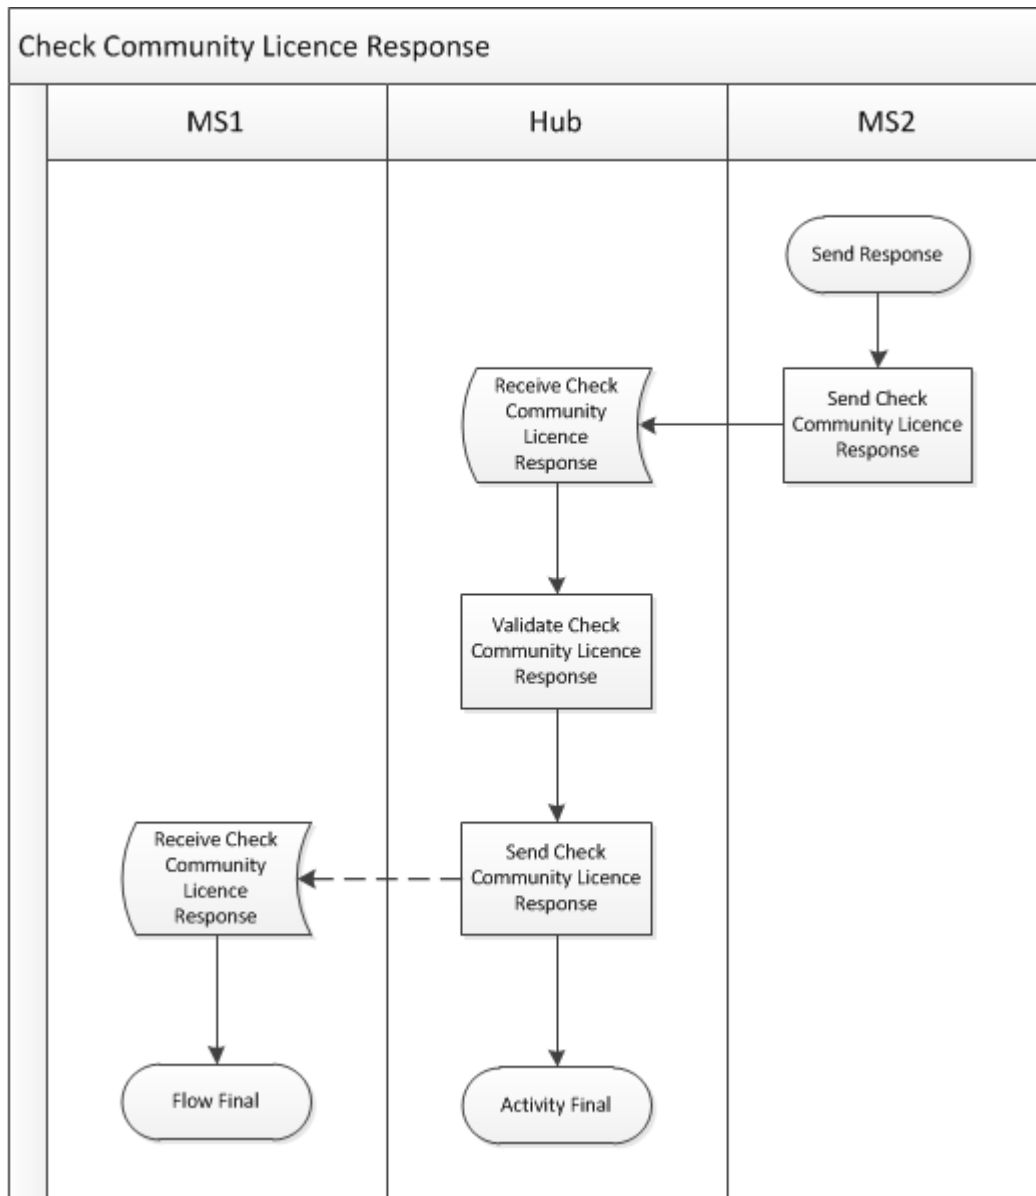 Check Community Licence Response
MS1
Hub
MS2
Send Response
Send Check
Community Licence
Response
Receive Check
Community
Licence
Response
Validate Check
Community Licence
Response
Send Check
Community Licence
Response
Receive Check
Community
Licence
Response
Flow Final
Activity Final